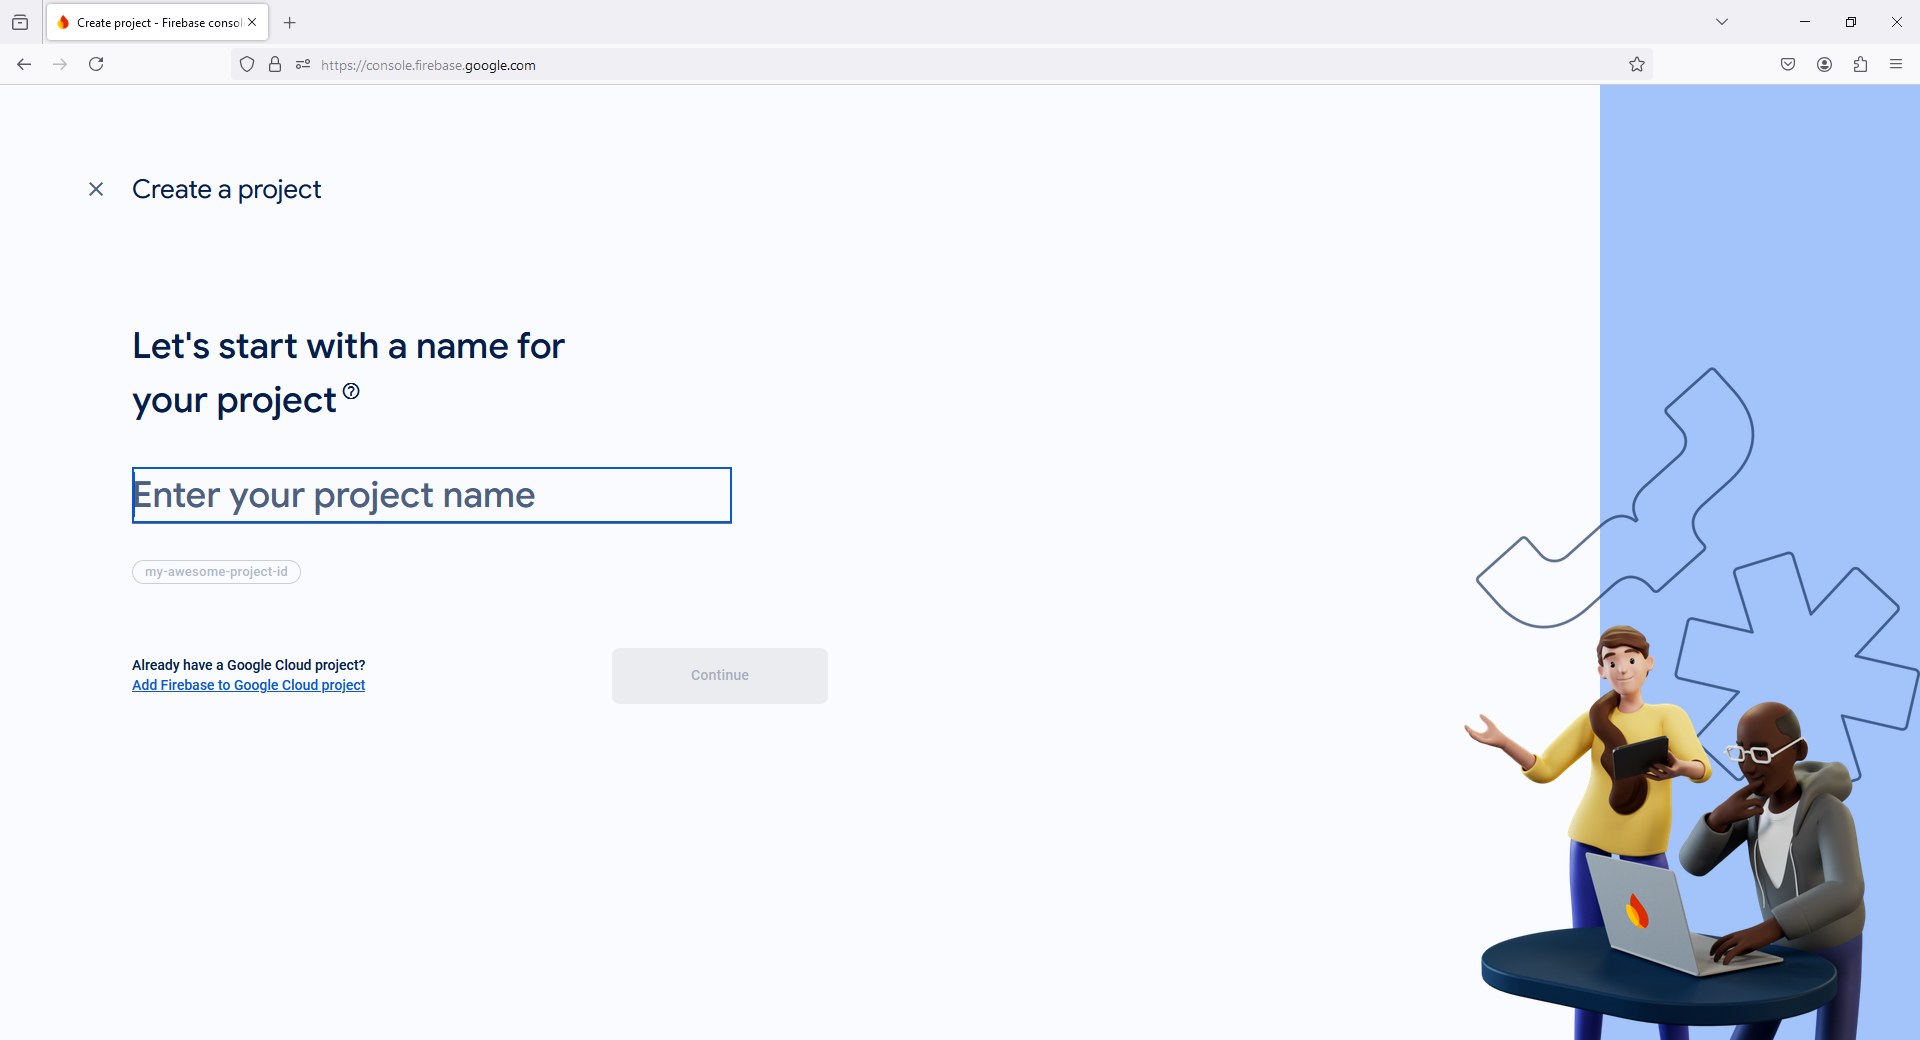 Create project - Firebase consol
https://console.firebase.google.com
Create a project
Let's start with a name for
your project
Enter your project name
my-awesome-project-id
Already have a Google Cloud project?
Add Firebase to Google Cloud project
Continue